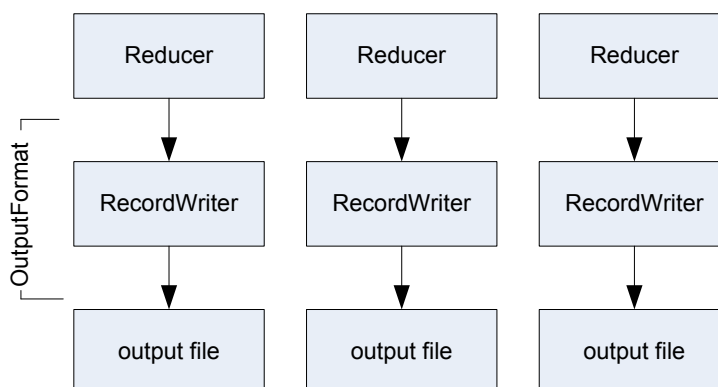 Reducer
Reducer
Reducer
OutputFormat
RecordWriter
RecordWriter
RecordWriter
output file
output file
output file